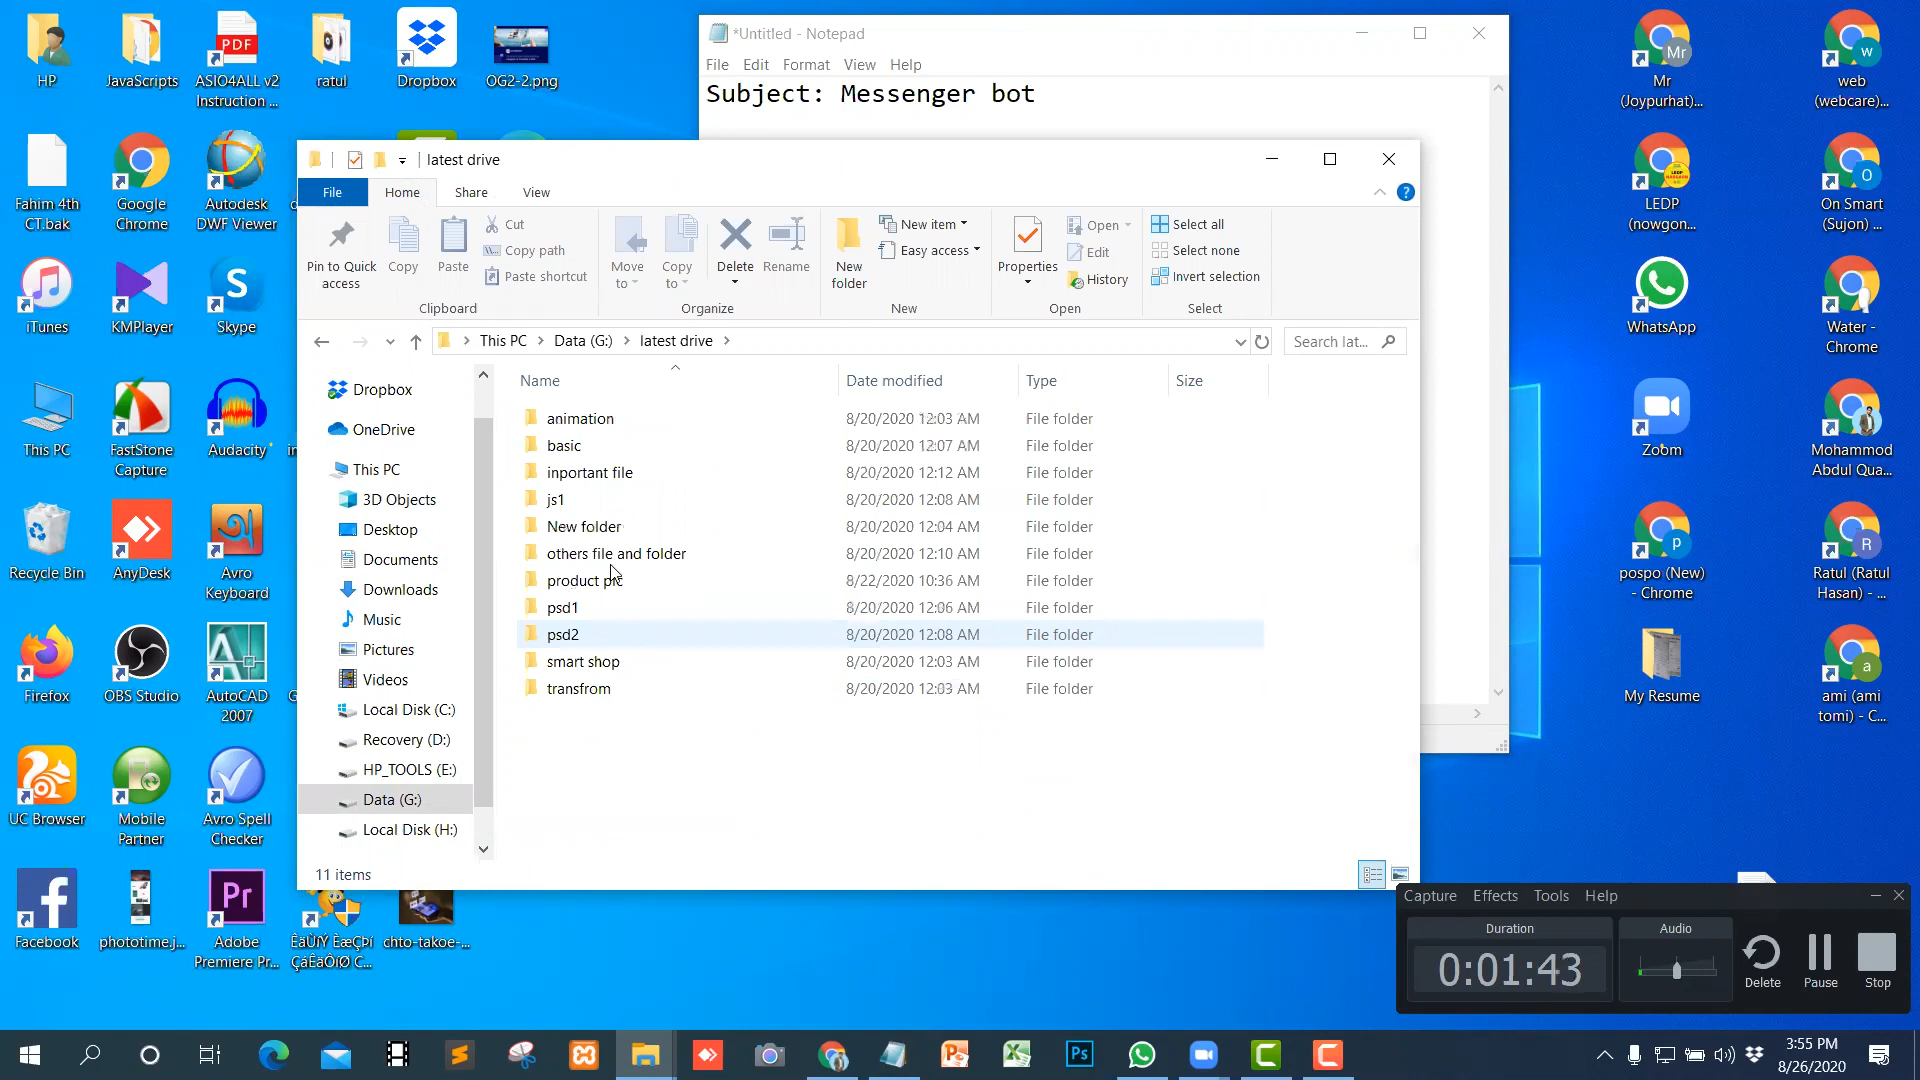 HP
JavaScripts
ASIO4ALL v2
Instruction ...
ratul
Dropbox
OG2-2.png
Fahim 4th
CT.bak
Google
Chrome
Autodesk
DWF Viewer
iTunes
KMPlayer
Skype
This PC
FastStone
Capture
Audacity
Recycle Bin
AnyDesk
Avro
Keyboard
Firefox
OBS Studio
AutoCAD
2007
UC Browser
Mobile
Partner
Avro Spell
Checker
Facebook
phototime.j...
Adobe
Premiere Pr...
chto-takoe-...
*Untitled - Notepad
File Edit Format View Help
Subject: Messenger bot
latest drive
File Home Share View
Pin to Quick
access
Copy
Paste
Cut
Copy path
Paste shortcut
Clipboard
Move
to
Copy
to
Delete
Rename
Organize
New
folder
New item
Easy access
New
Properties
Open
Edit
History
Open
Select all
Select none
Invert selection
Select
This PC > Data (G:) > latest drive >
Search lat...
Dropbox
OneDrive
This PC
3D Objects
Desktop
Documents
Downloads
Music
Pictures
Videos
Local Disk (C:)
Recovery (D:)
HP_TOOLS (E:)
Data (G:)
Local Disk (H:)
Name Date modified Type Size
animation 8/20/2020 12:03 AM File folder
basic 8/20/2020 12:07 AM File folder
inportant file 8/20/2020 12:12 AM File folder
js1 8/20/2020 12:08 AM File folder
New folder 8/20/2020 12:04 AM File folder
others file and folder 8/20/2020 12:10 AM File folder
product pic 8/22/2020 10:36 AM File folder
psd1 8/20/2020 12:06 AM File folder
psd2 8/20/2020 12:08 AM File folder
smart shop 8/20/2020 12:03 AM File folder
transfrom 8/20/2020 12:03 AM File folder
11 items
Mr
(Joypurhat)...
web
(webcare)...
LEDP
(nowgon...
On Smart
(Sujon) ...
WhatsApp
Water -
Chrome
Zoom
Mohammod
Abdul Qua...
pospo (New)
- Chrome
Ratul (Ratul
Hasan) - ...
My Resume
ami (ami
tomi) - C...
Capture Effects Tools Help
Duration
0:01:43
Audio
Delete
Pause
Stop
3:55 PM
8/26/2020